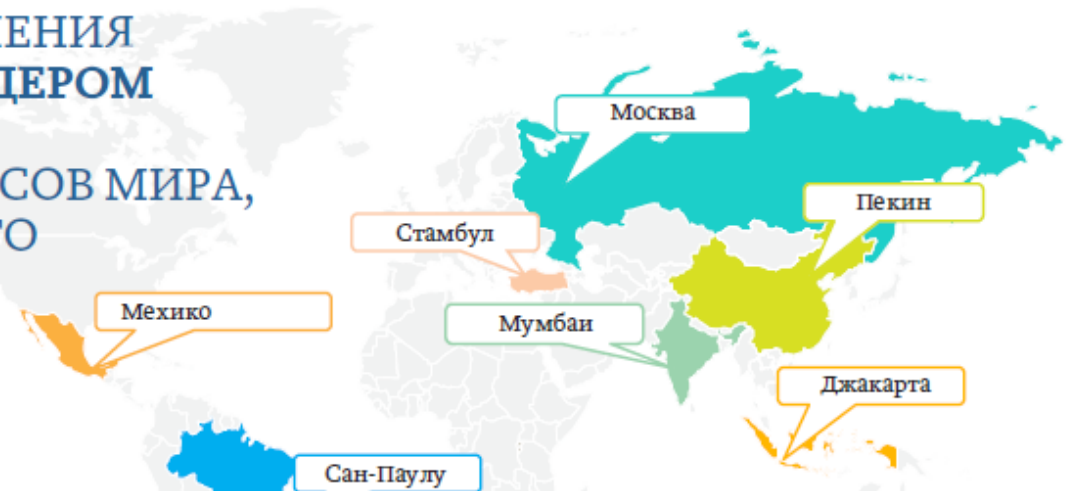 ЕНИЯ
ДЕРОМ
СОВ МИРА,
О
Москва
Пекин
Стамбул
Мехико
Мумбаи
Джакарта
Сан-Паулу